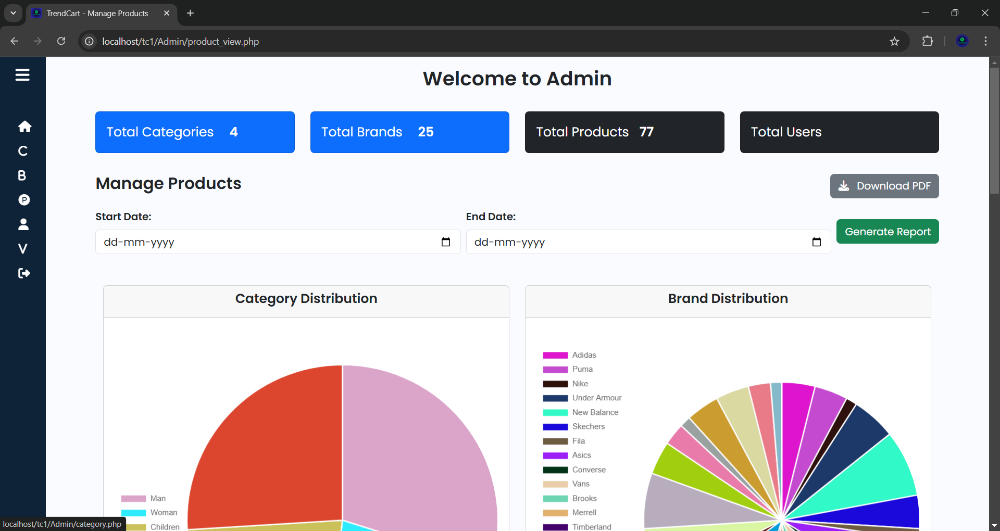 TrendCart - Manage Products
localhost/tc1/Admin/product_view.php
Welcome to Admin
Total Categories 4
Total Brands 25
Total Products 77
Total Users
Manage Products
Download PDF
Start Date:
End Date:
dd-mm-yyyy
dd-mm-yyyy
Generate Report
C
B
P
V
Category Distribution
Man
Woman
Children
Brand Distribution
Adidas
Puma
Nike
Under Armour
New Balance
Skechers
Fila
Asics
Converse
Vans
Brooks
Merrell
Timberland
localhost/tc1/Admin/category.php